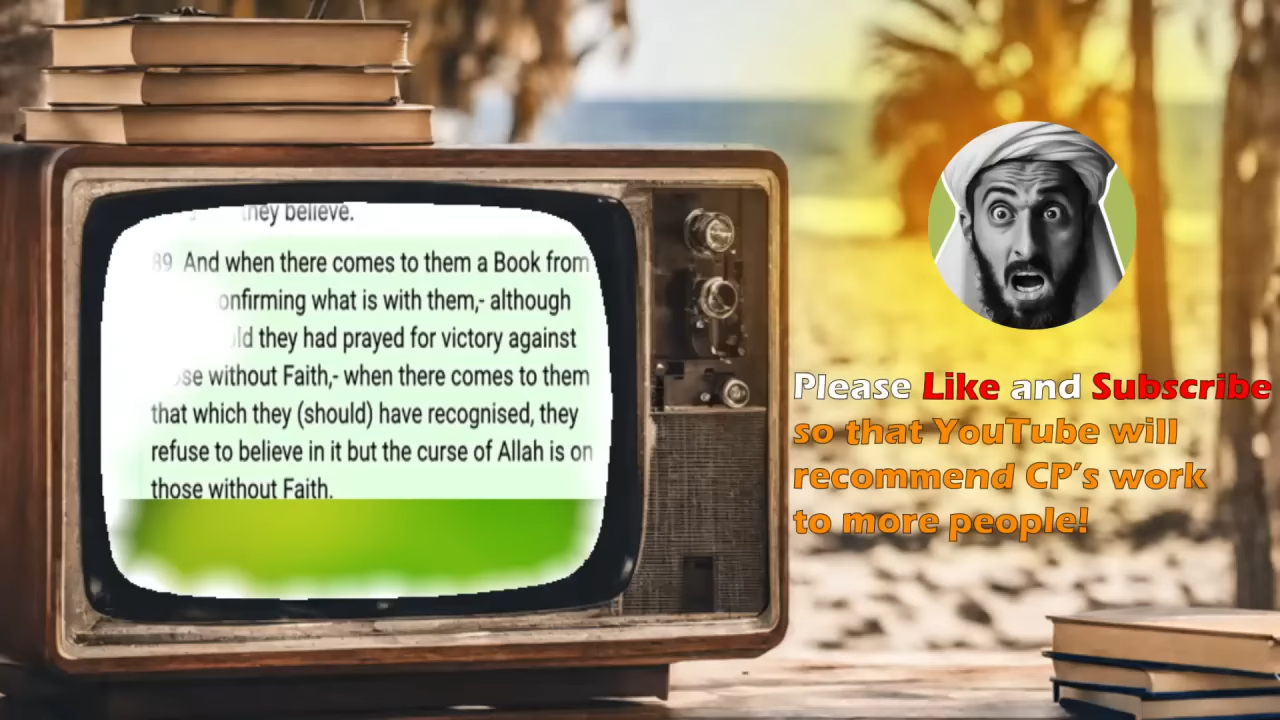 they believe.
And when there comes to them a Book from
confirming what is with them,- although
they had prayed for victory against
without Faith,- when there comes to them
that which they (should) have recognised, they
refuse to believe in it but the curse of Allah is on
those without Faith.
Please Like and Subscribe
so that YouTube will
recommend CP's work
to more people!